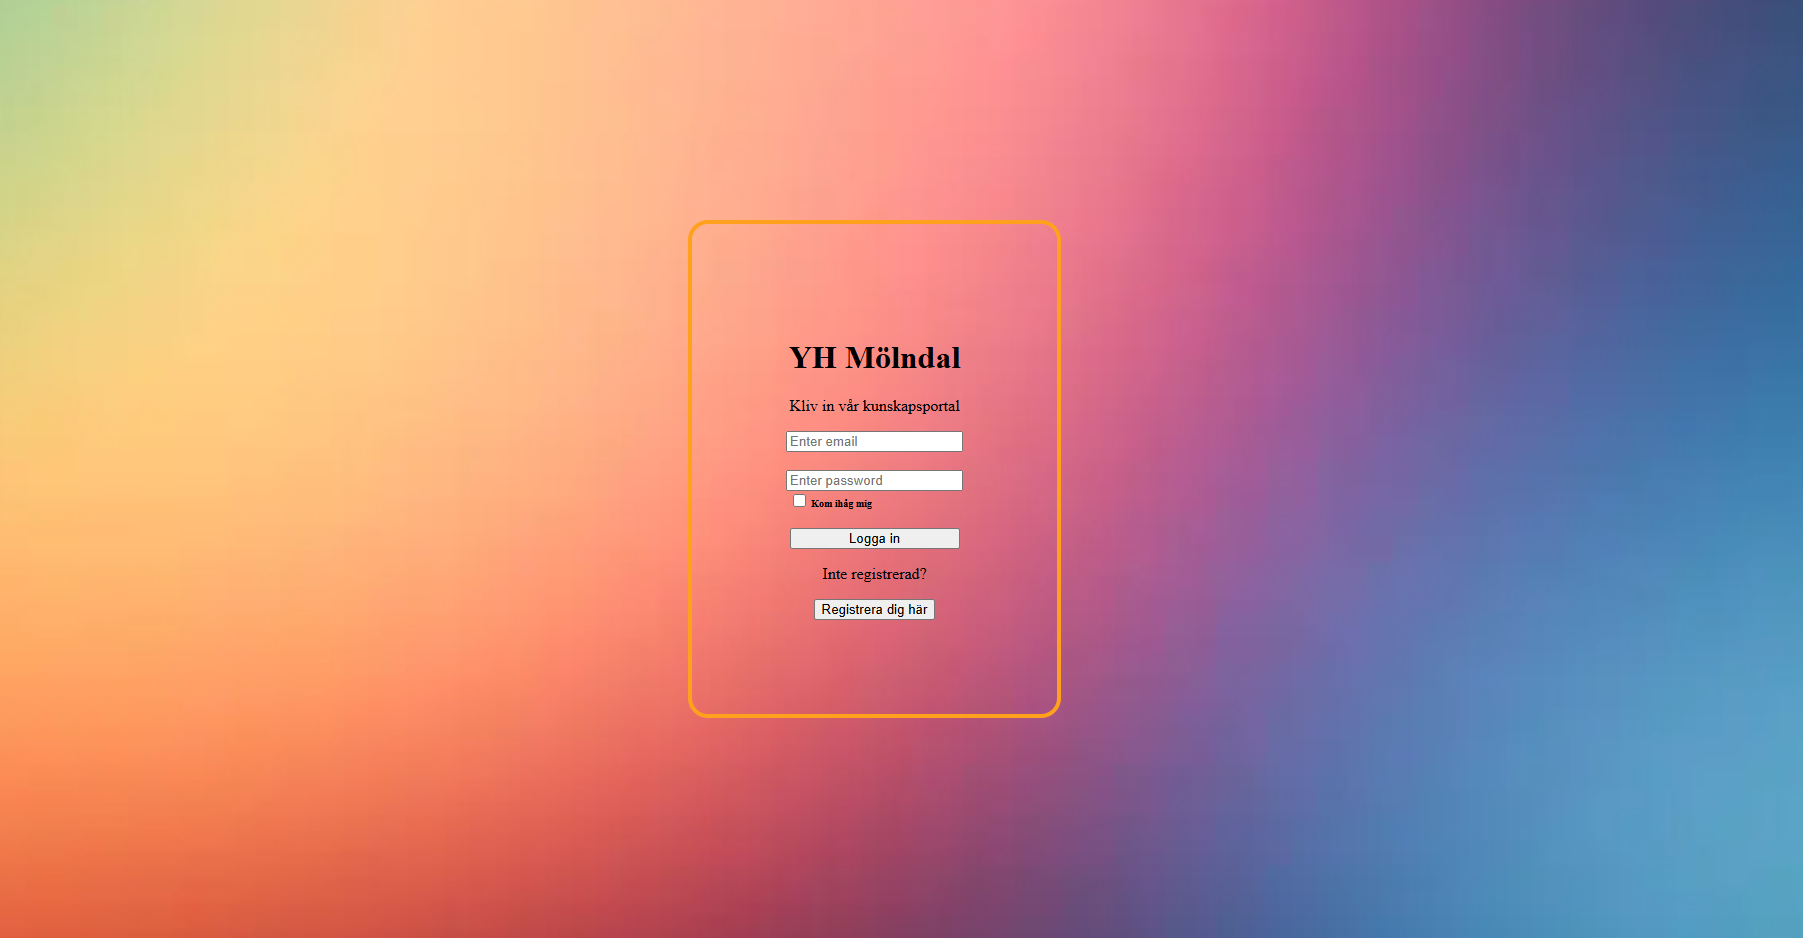 YH Mölndal
Kliv in vår kunskapsportal
Enter email
Enter password
Kom ihåg mig
Logga in
Inte registrerad?
Registrera dig här